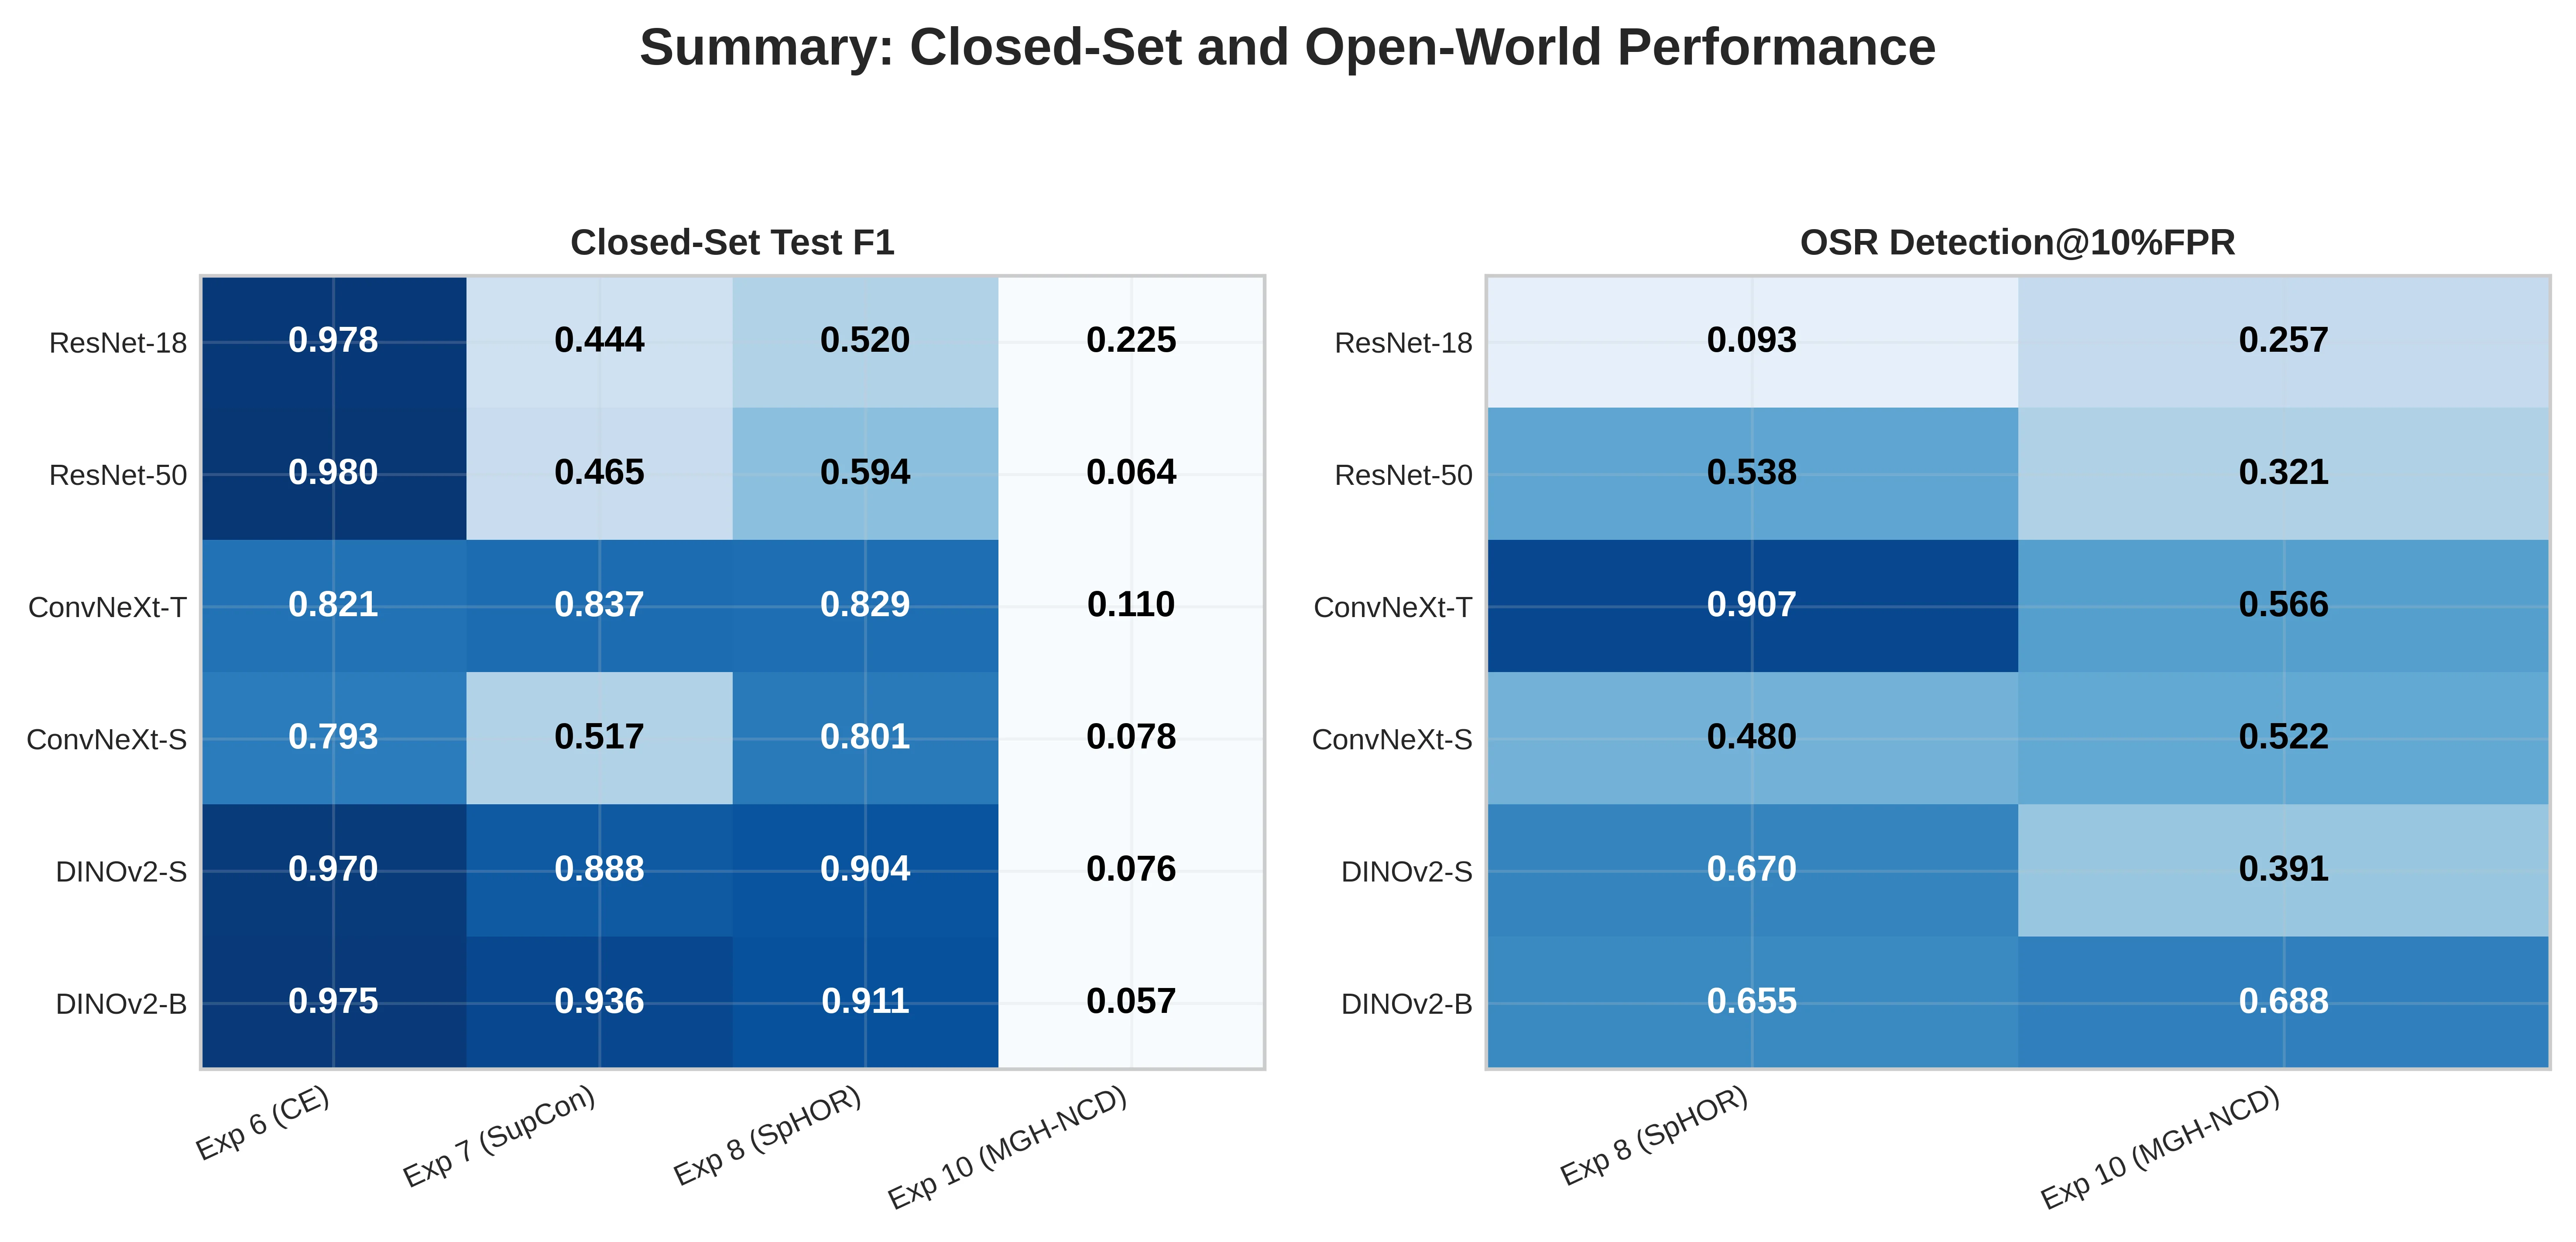 Summary: Closed-Set and Open-World Performance
Closed-Set Test F1
ResNet-18 0.978 0.444 0.520 0.225
ResNet-50 0.980 0.465 0.594 0.064
ConvNeXt-T 0.821 0.837 0.829 0.110
ConvNeXt-S 0.793 0.517 0.801 0.078
DINOv2-S 0.970 0.888 0.904 0.076
DINOv2-B 0.975 0.936 0.911 0.057
Exp 6 (CE)
Exp 7 (SupCon)
Exp 8 (SpHOR)
Exp 10 (MGH-NCD)
OSR Detection@10%FPR
ResNet-18 0.093 0.257
ResNet-50 0.538 0.321
ConvNeXt-T 0.907 0.566
ConvNeXt-S 0.480 0.522
DINOv2-S 0.670 0.391
DINOv2-B 0.655 0.688
Exp 8 (SpHOR)
Exp 10 (MGH-NCD)